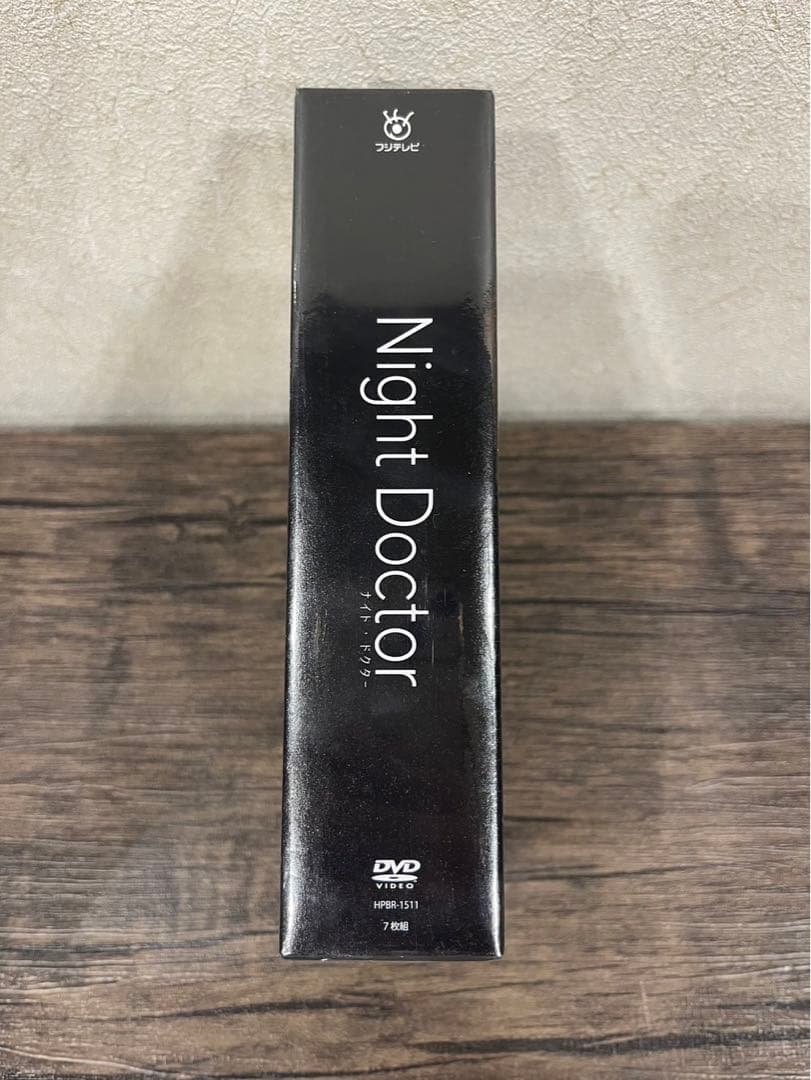 フジテレビ
Night Doctor
ナイト・ドクター
DVD
VIDEO
HPBR-1511
7枚組